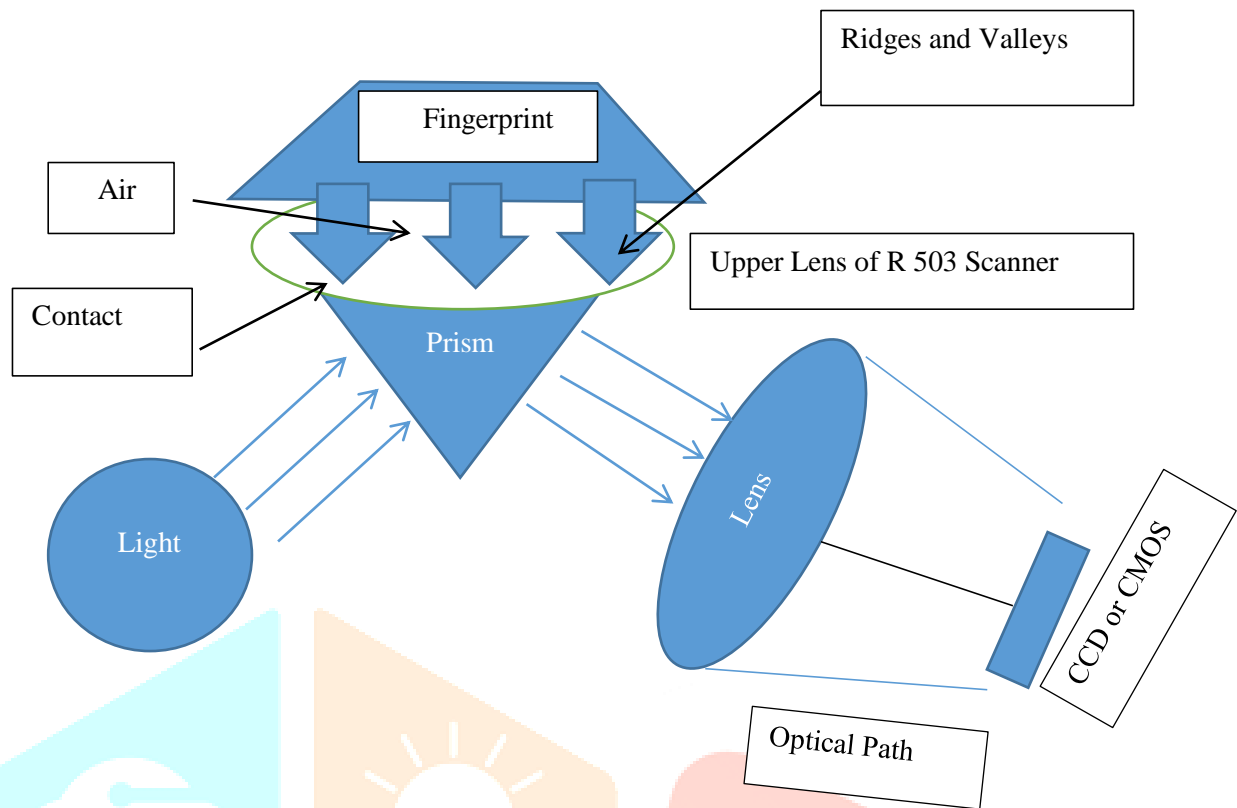 Ridges and Valleys
Fingerprint
Air
Upper Lens of R 503 Scanner
Contact
Prism
Lens
Light
CCD or CMOS
Optical Path